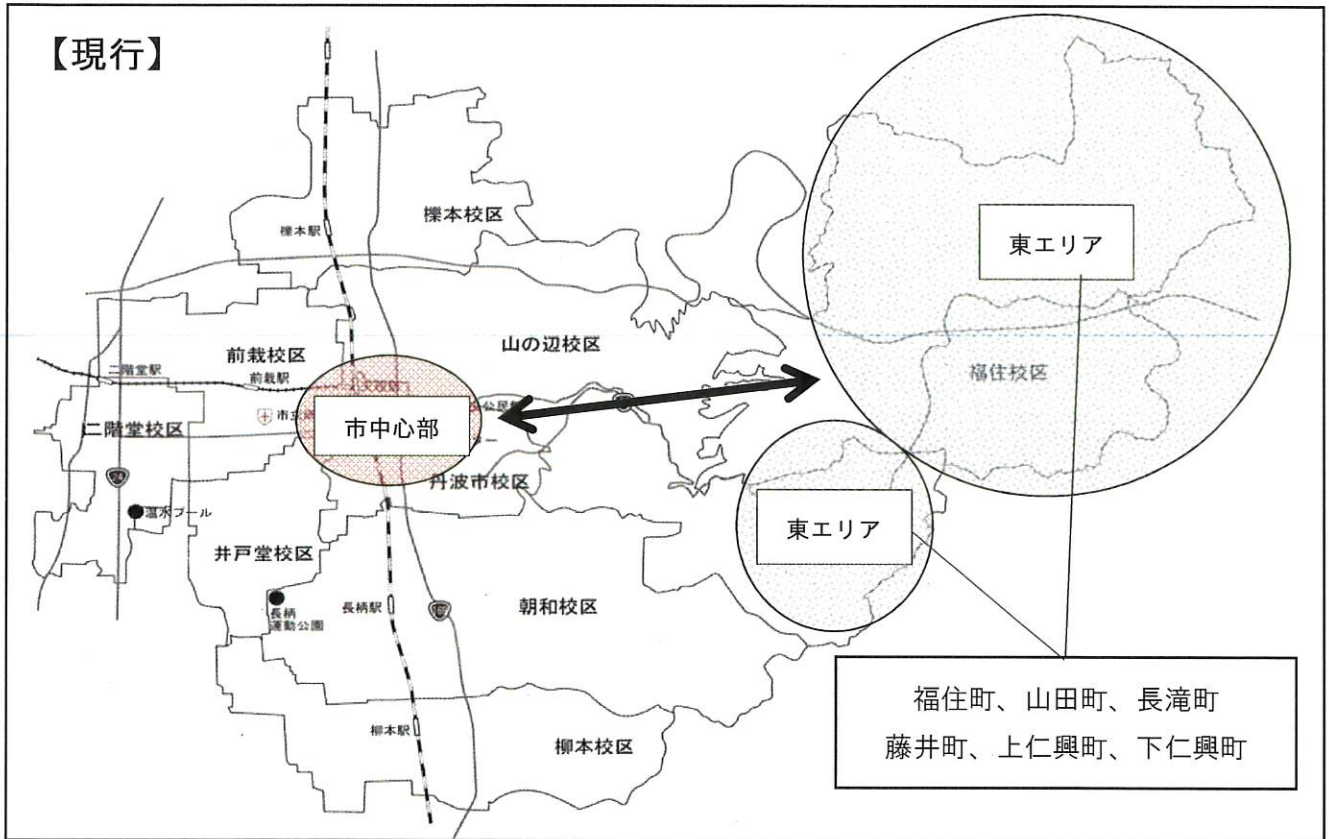 【現行】
櫟本校区
櫟本駅
東エリア
山の辺校区
前栽校区
二階堂駅
前栽駅
福住校区
市中心部
二階堂校区
丹波市校区
東エリア
温水プール
井戸堂校区
長柄駅
朝和校区
長柄
運動公園
福住町、山田町、長滝町
藤井町、上仁興町、下仁興町
柳本駅
柳本校区